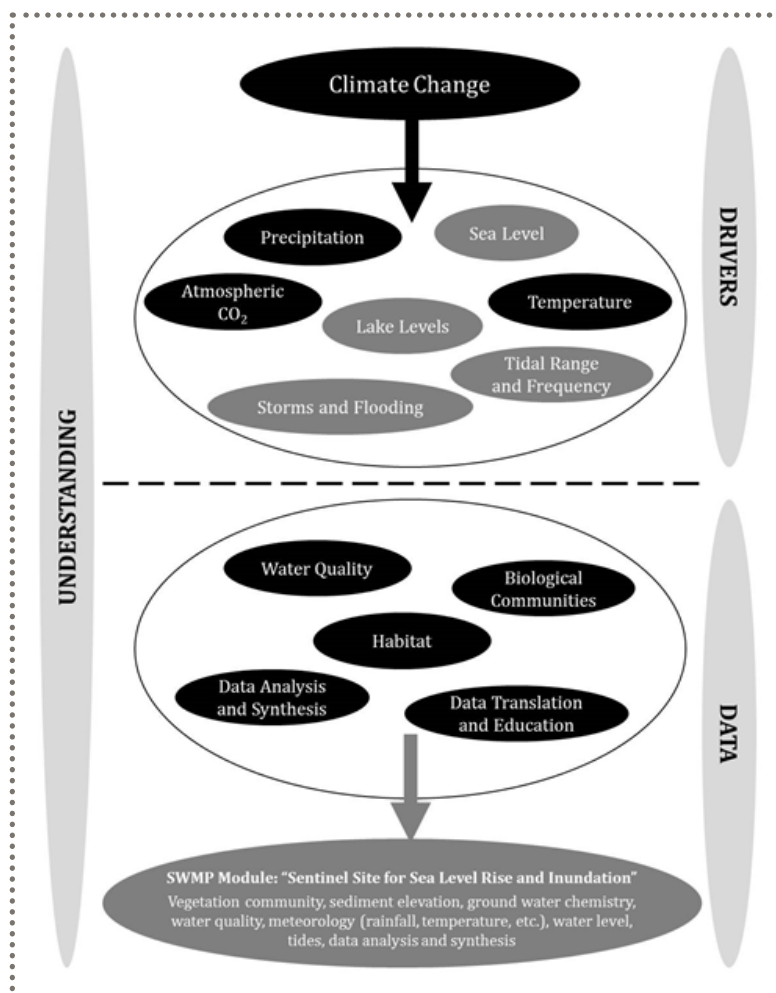 Climate Change
Precipitation
Sea Level
Atmospheric
CO₂
Temperature
Lake Levels
Tidal Range
and Frequency
Storms and Flooding
DRIVERS
UNDERSTANDING
Water Quality
Biological
Communities
Habitat
Data Analysis
and Synthesis
Data Translation
and Education
DATA
SWMP Module: “Sentinel Site for Sea Level Rise and Inundation”
Vegetation community, sediment elevation, ground water chemistry,
water quality, meteorology (rainfall, temperature, etc.), water level,
tides, data analysis and synthesis